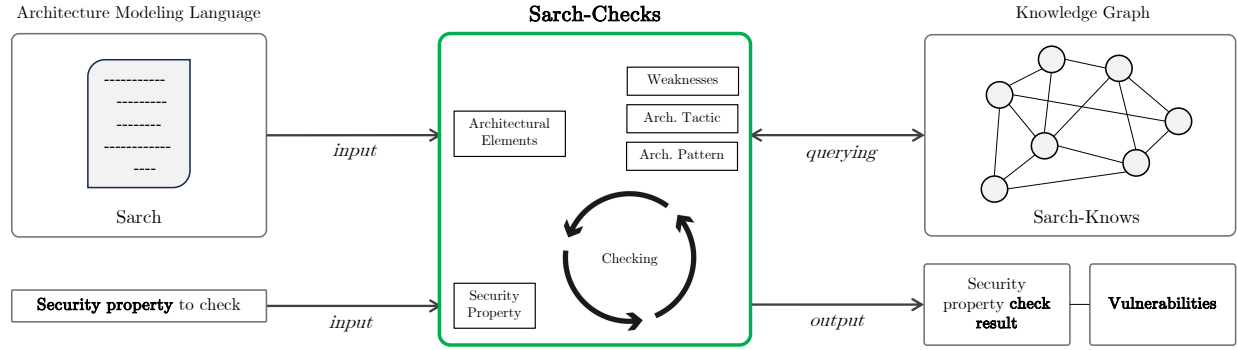 Architecture Modeling Language
Sarch
Security property to check
input
input
Sarch-Checks
Architectural
Elements
Weaknesses
Arch. Tactic
Arch. Pattern
Checking
Security
Property
querying
output
Knowledge Graph
Sarch-Knows
Security
property check
result
Vulnerabilities